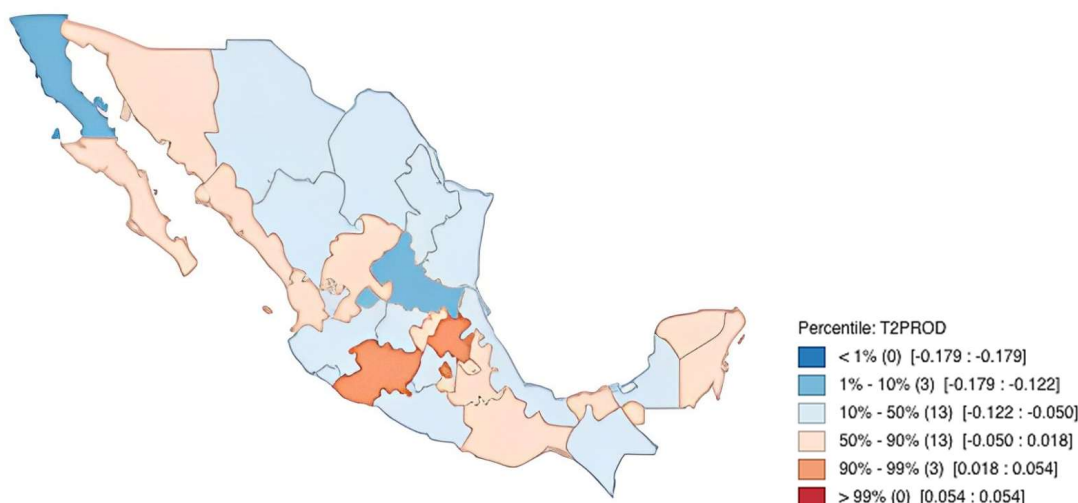 Percentile: T2PROD
< 1% (0) [-0.179 : -0.179]
1% - 10% (3) [-0.179 : -0.122]
10% - 50% (13) [-0.122 : -0.050]
50% - 90% (13) [-0.050 : 0.018]
90% - 99% (3) [0.018 : 0.054]
> 99% (0) [0.054 : 0.054]